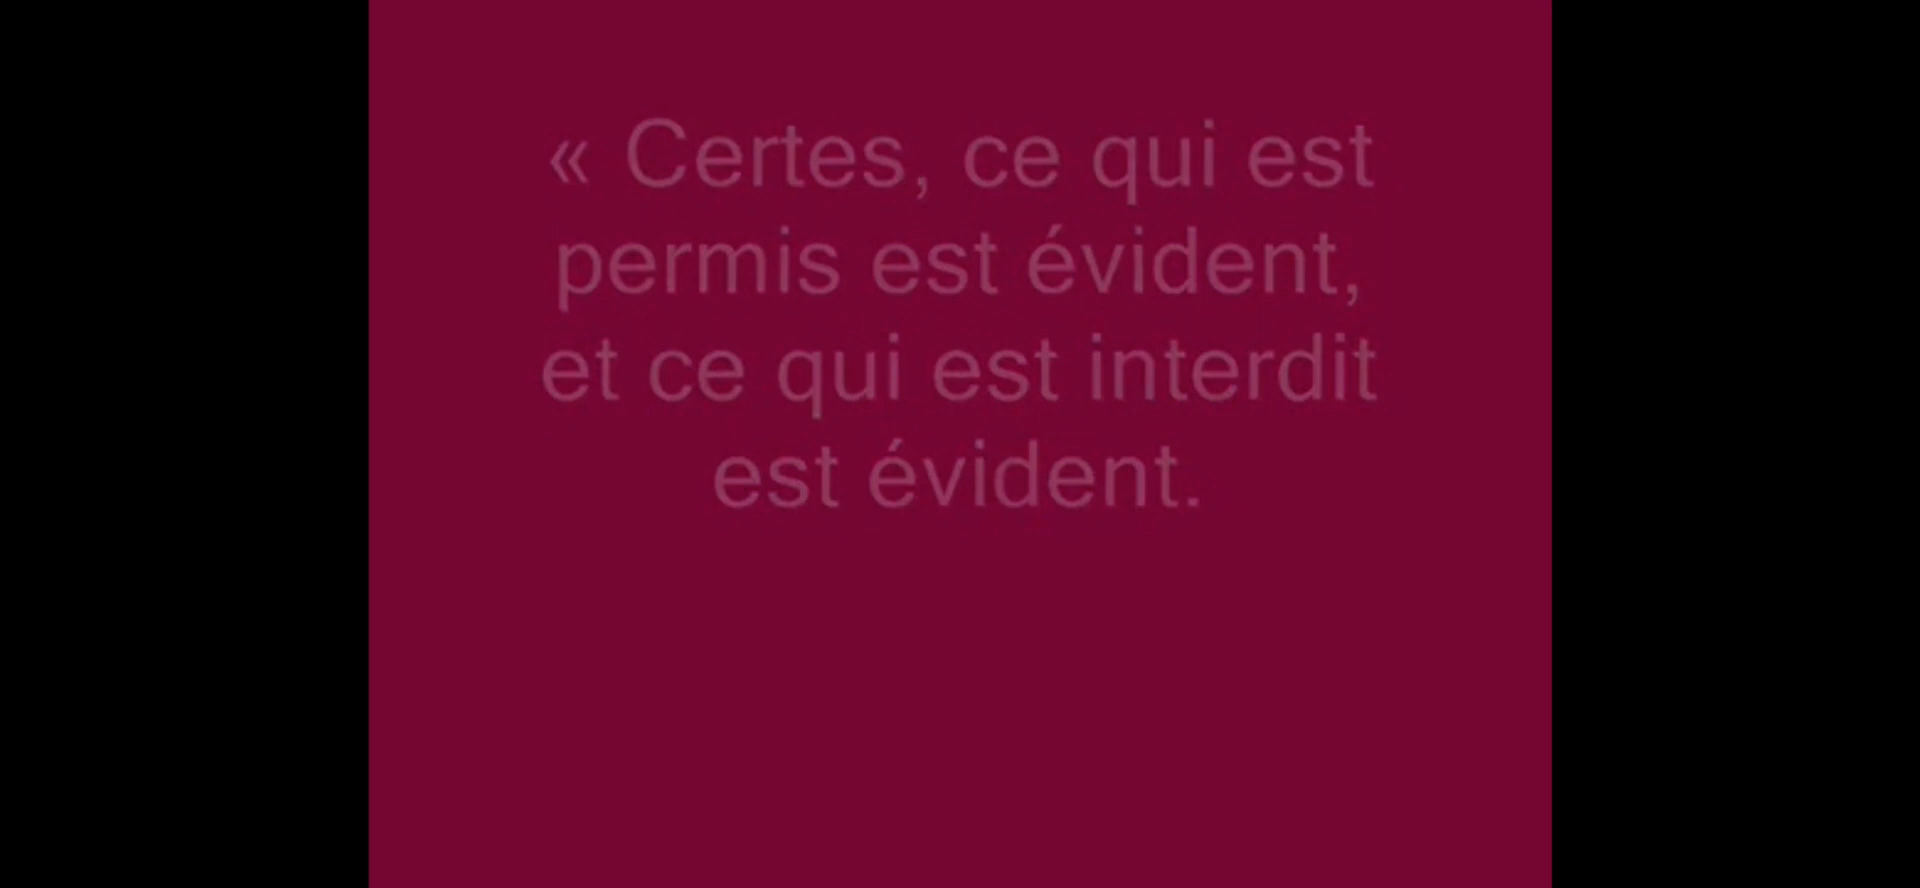 « Certes, ce qui est
permis est évident,
et ce qui est interdit
est évident.